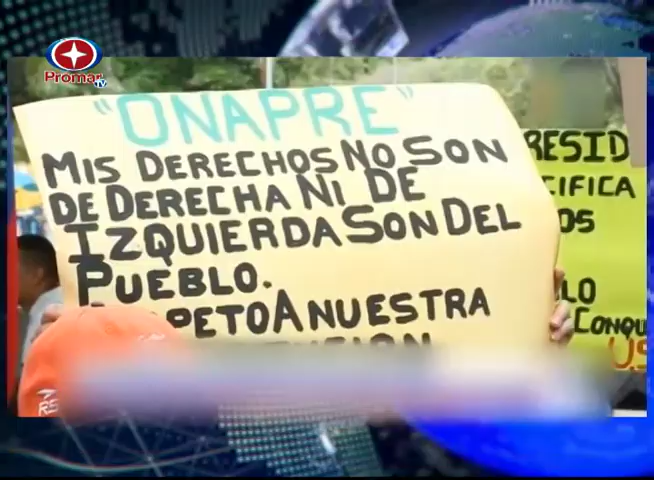 Promar TV
"ONAPRE"
MIS DERECHOS NO SON
DE DERECHA NI DE
IZQUIERDA SON DEL
PUEBLO.
A NUESTRA
RESID
CIFICA
OS
LO
CONQU
U.S
RS